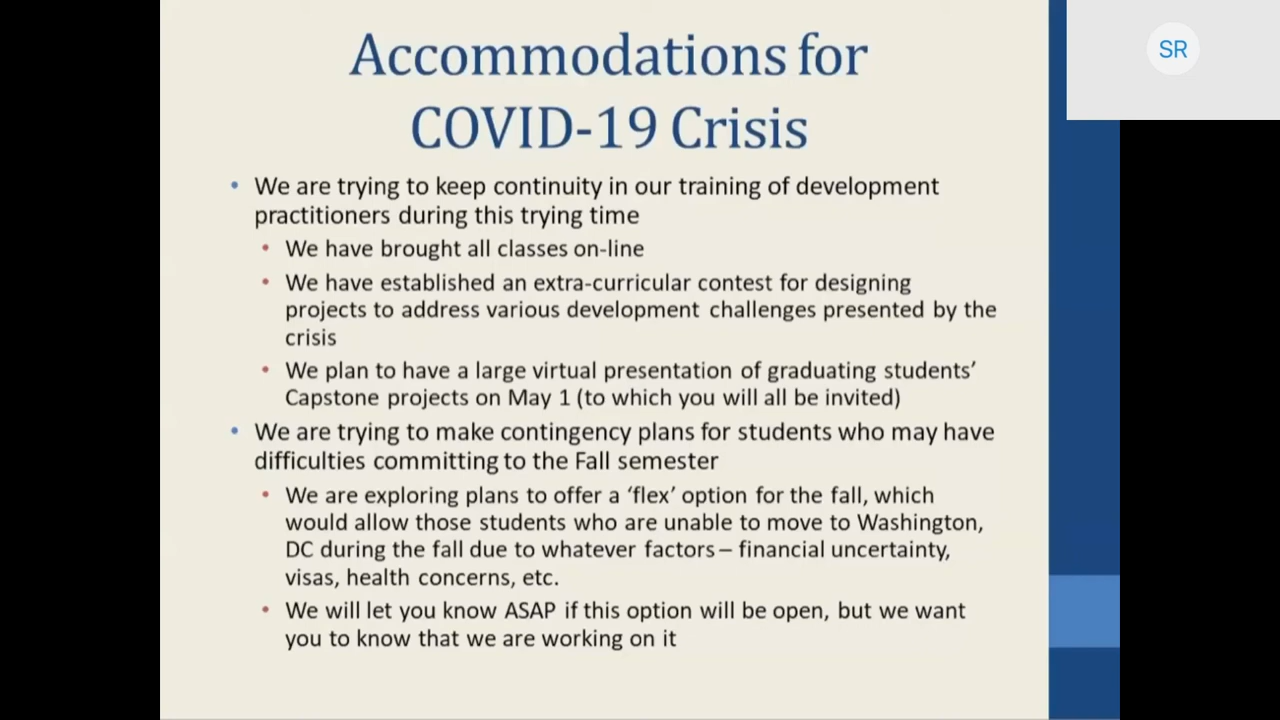 Accommodations for
COVID-19 Crisis
SR
• We are trying to keep continuity in our training of development
practitioners during this trying time
• We have brought all classes on-line
• We have established an extra-curricular contest for designing
projects to address various development challenges presented by the
crisis
• We plan to have a large virtual presentation of graduating students’
Capstone projects on May 1 (to which you will all be invited)
• We are trying to make contingency plans for students who may have
difficulties committing to the Fall semester
• We are exploring plans to offer a ‘flex’ option for the fall, which
would allow those students who are unable to move to Washington,
DC during the fall due to whatever factors – financial uncertainty,
visas, health concerns, etc.
• We will let you know ASAP if this option will be open, but we want
you to know that we are working on it